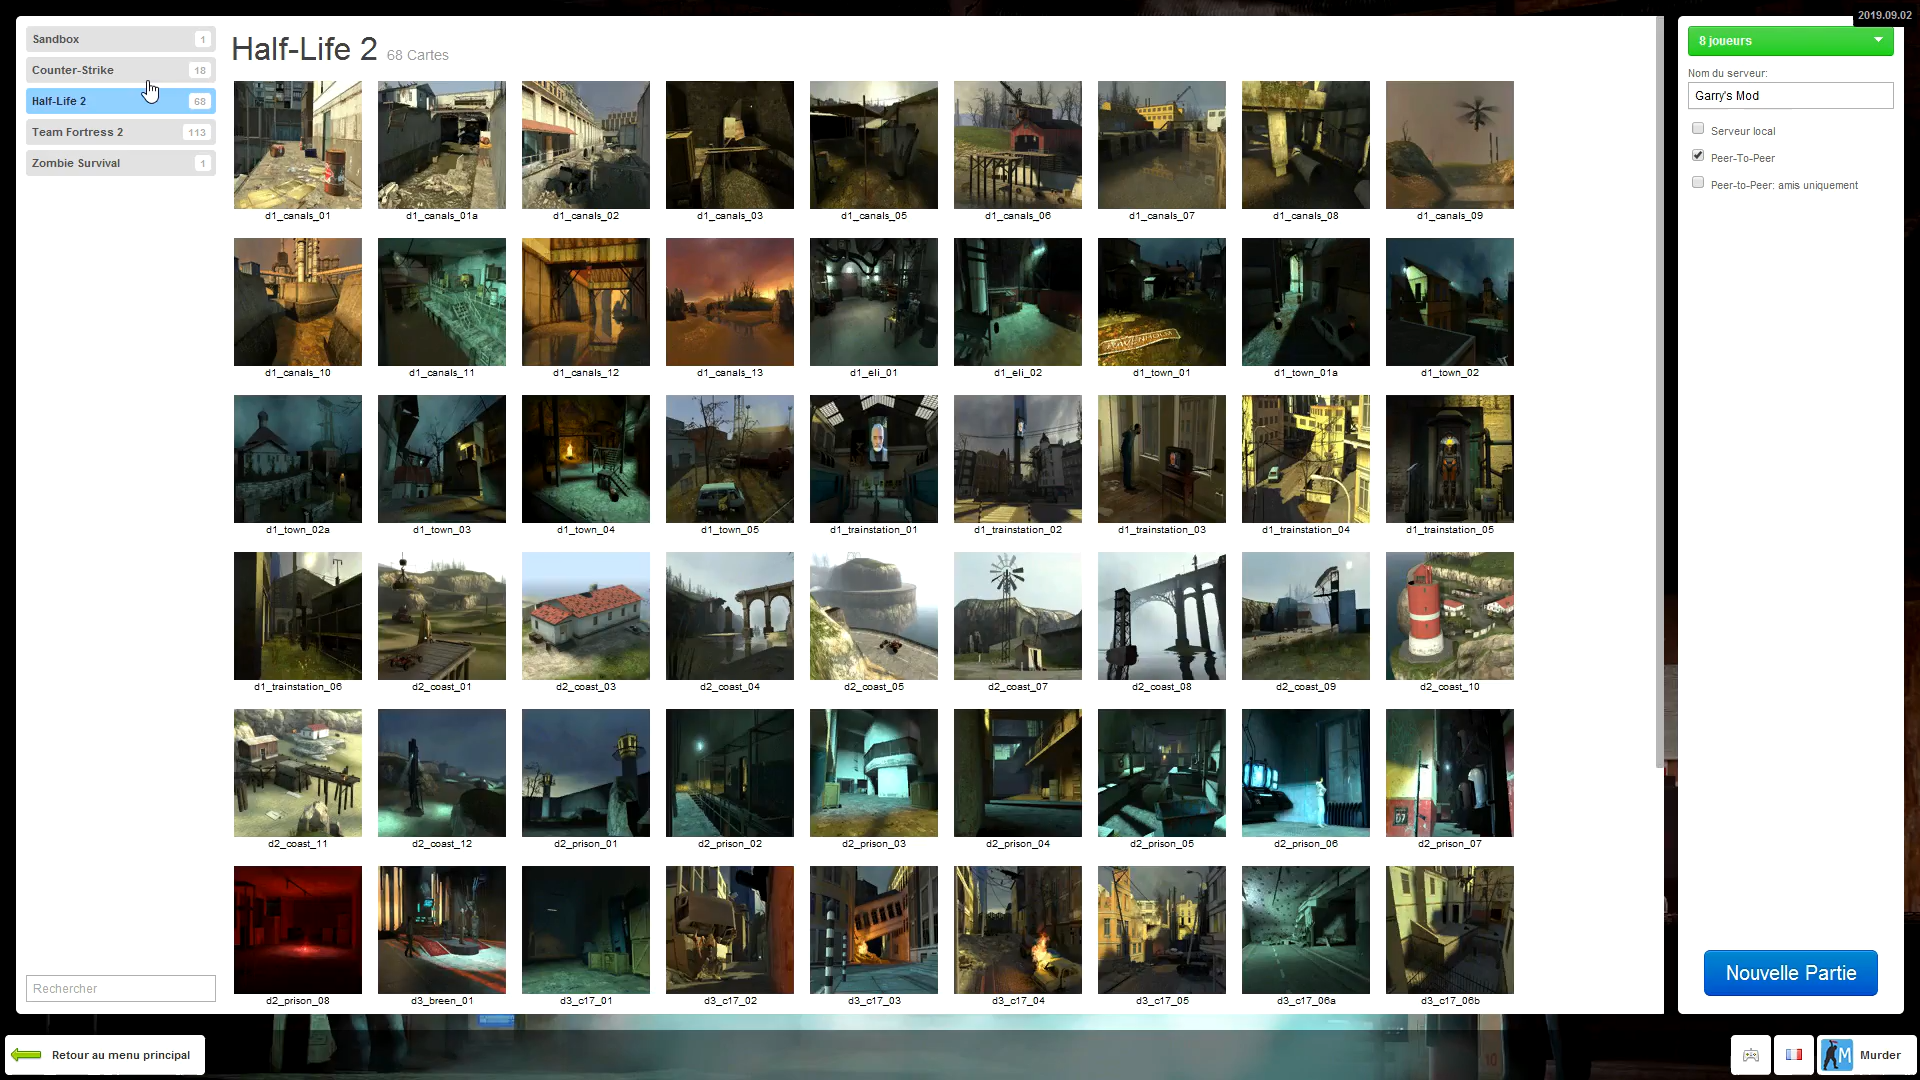 2019.09.02
Sandbox 1
Counter-Strike 18
Half-Life 2 68
Team Fortress 2 113
Zombie Survival 1
Rechercher
Half-Life 2 68 Cartes
d1_canals_01 d1_canals_01a d1_canals_02 d1_canals_03 d1_canals_05 d1_canals_06 d1_canals_07 d1_canals_08 d1_canals_09
d1_canals_10 d1_canals_11 d1_canals_12 d1_canals_13 d1_eli_01 d1_eli_02 d1_town_01 d1_town_01a d1_town_02
d1_town_02a d1_town_03 d1_town_04 d1_town_05 d1_trainstation_01 d1_trainstation_02 d1_trainstation_03 d1_trainstation_04 d1_trainstation_05
d1_trainstation_06 d2_coast_01 d2_coast_03 d2_coast_04 d2_coast_05 d2_coast_07 d2_coast_08 d2_coast_09 d2_coast_10
07
d2_coast_11 d2_coast_12 d2_prison_01 d2_prison_02 d2_prison_03 d2_prison_04 d2_prison_05 d2_prison_06 d2_prison_07
d2_prison_08 d3_breen_01 d3_c17_01 d3_c17_02 d3_c17_03 d3_c17_04 d3_c17_05 d3_c17_06a d3_c17_06b
8 joueurs
Nom du serveur:
Garry's Mod
Serveur local
Peer-To-Peer
Peer-to-Peer: amis uniquement
Nouvelle Partie
Retour au menu principal
10
M
Murder